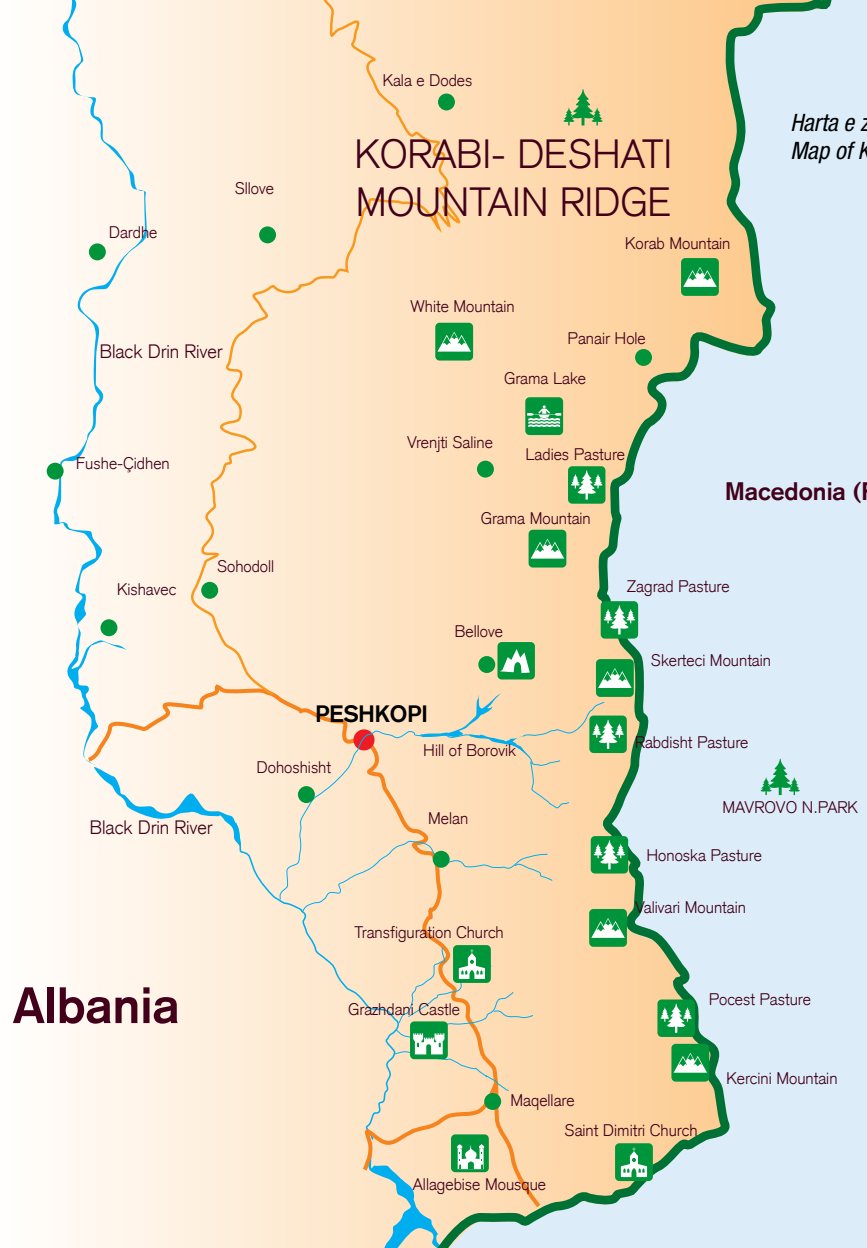 Kala e Dodes
Harta e z
Map of K
KORABI- DESHATI
MOUNTAIN RIDGE
Sllove
Dardhe
Korab Mountain
White Mountain
Panair Hole
Black Drin River
Grama Lake
Vrenjti Saline
Ladies Pasture
Fushe-Çidhen
Macedonia (F
Grama Mountain
Sohodoll
Zagrad Pasture
Kishavec
Bellove
Skerteci Mountain
PESHKOPI
Rabdisht Pasture
Hill of Borovik
Dohoshisht
MAVROVO N.PARK
Melan
Black Drin River
Honoska Pasture
Valivari Mountain
Transfiguration Church
Albania
Pocest Pasture
Grazhdani Castle
Kercini Mountain
Maqellare
Saint Dimitri Church
Allagebise Mousque